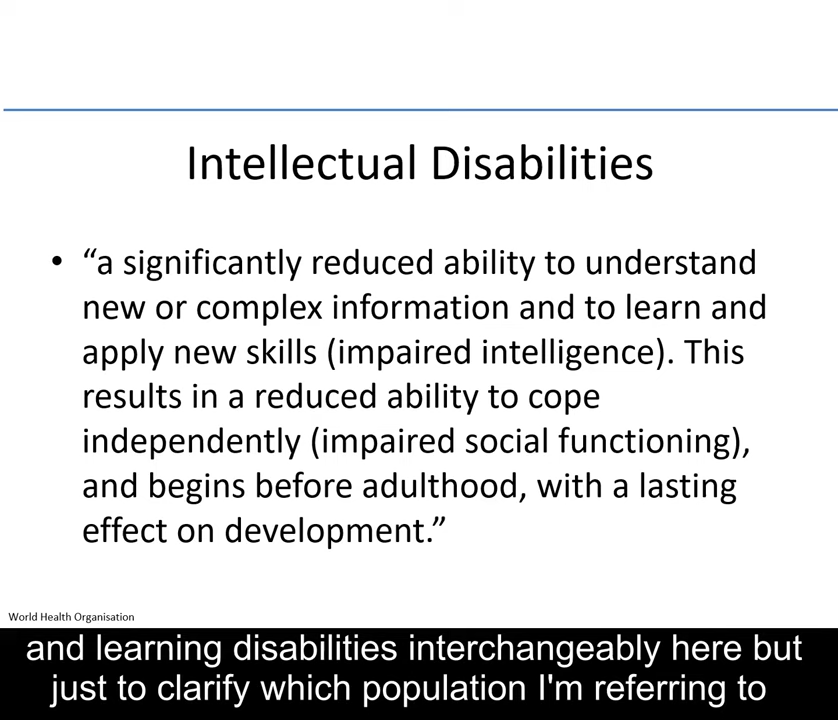 Intellectual Disabilities
• “a significantly reduced ability to understand
new or complex information and to learn and
apply new skills (impaired intelligence). This
results in a reduced ability to cope
independently (impaired social functioning),
and begins before adulthood, with a lasting
effect on development.”
World Health Organisation
and learning disabilities interchangeably here but
just to clarify which population I'm referring to